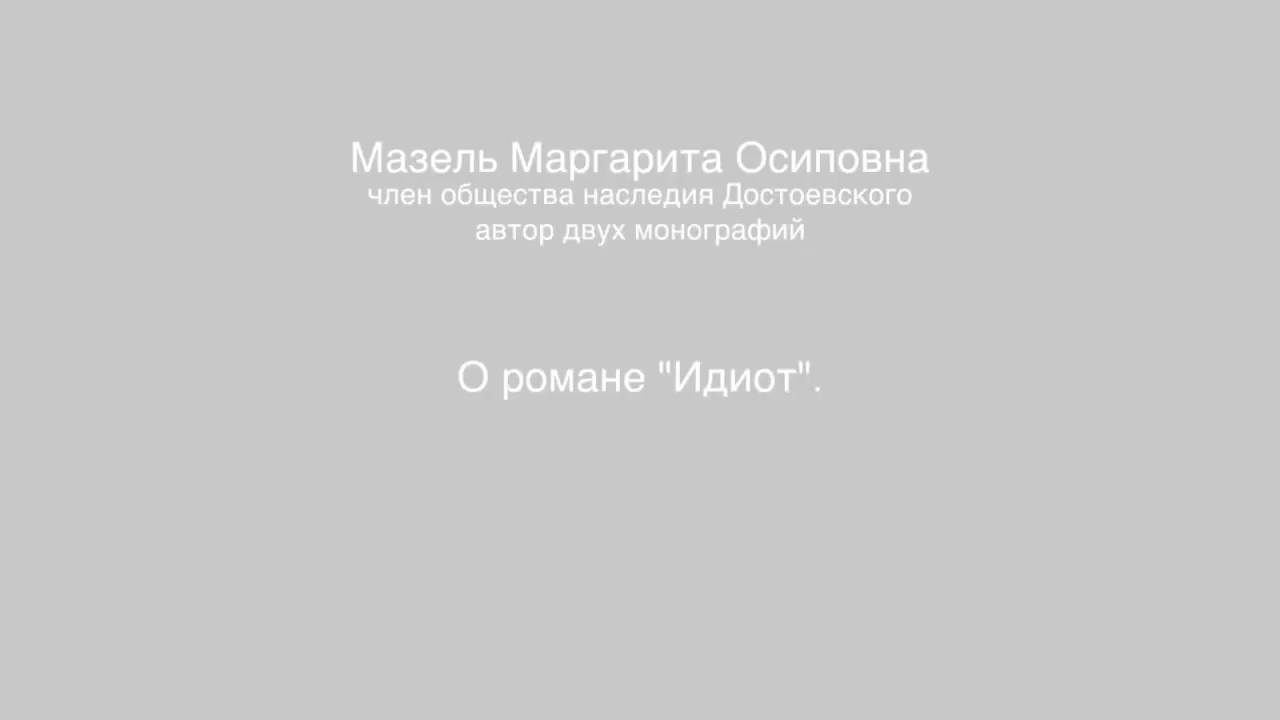 Мазель Маргарита Осиповна
член общества наследия Достоевского
автор двух монографий
О романе "Идиот".